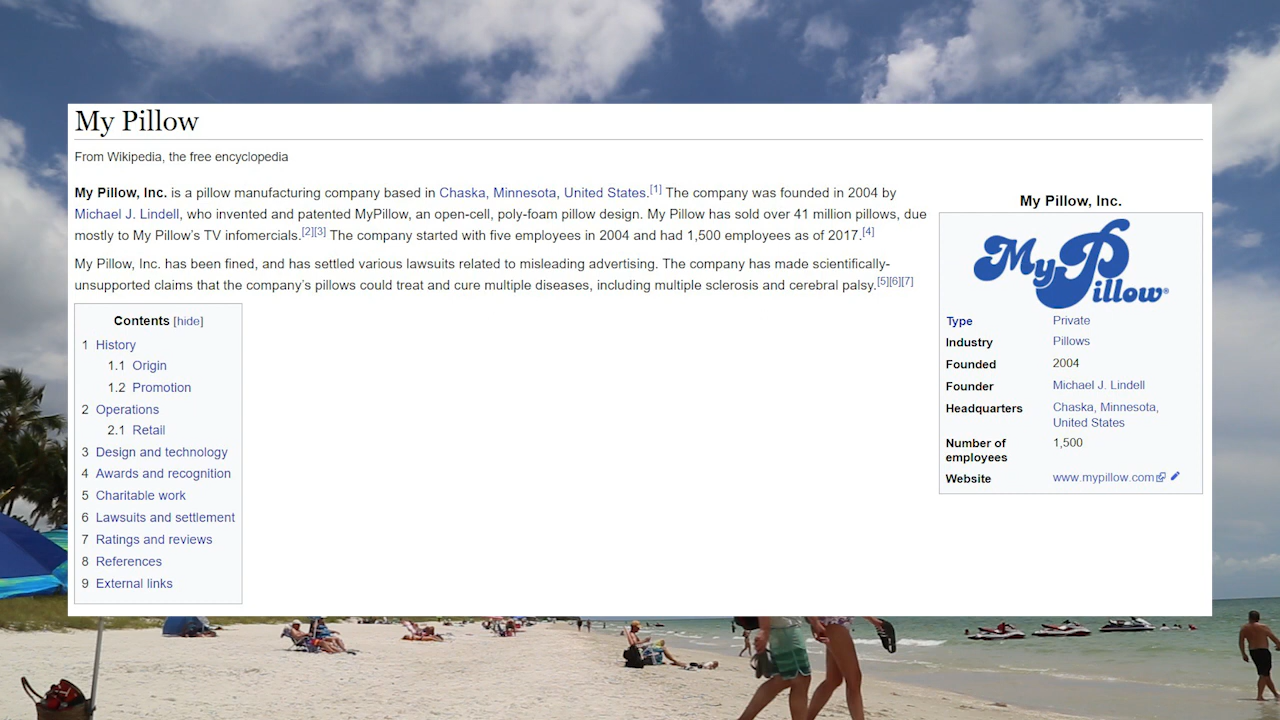 My Pillow
From Wikipedia, the free encyclopedia
My Pillow, Inc. is a pillow manufacturing company based in Chaska, Minnesota, United States.[1] The company was founded in 2004 by
Michael J. Lindell, who invented and patented MyPillow, an open-cell, poly-foam pillow design. My Pillow has sold over 41 million pillows, due
mostly to My Pillow's TV infomercials.[2][3] The company started with five employees in 2004 and had 1,500 employees as of 2017.[4]
My Pillow, Inc. has been fined, and has settled various lawsuits related to misleading advertising. The company has made scientifically-
unsupported claims that the company's pillows could treat and cure multiple diseases, including multiple sclerosis and cerebral palsy.[5][6][7]
Contents [hide]
1 History
1.1 Origin
1.2 Promotion
2 Operations
2.1 Retail
3 Design and technology
4 Awards and recognition
5 Charitable work
6 Lawsuits and settlement
7 Ratings and reviews
8 References
9 External links
My Pillow, Inc.
MyPillow®
Type Private
Industry Pillows
Founded 2004
Founder Michael J. Lindell
Headquarters Chaska, Minnesota,
United States
Number of 1,500
employees
Website www.mypillow.com